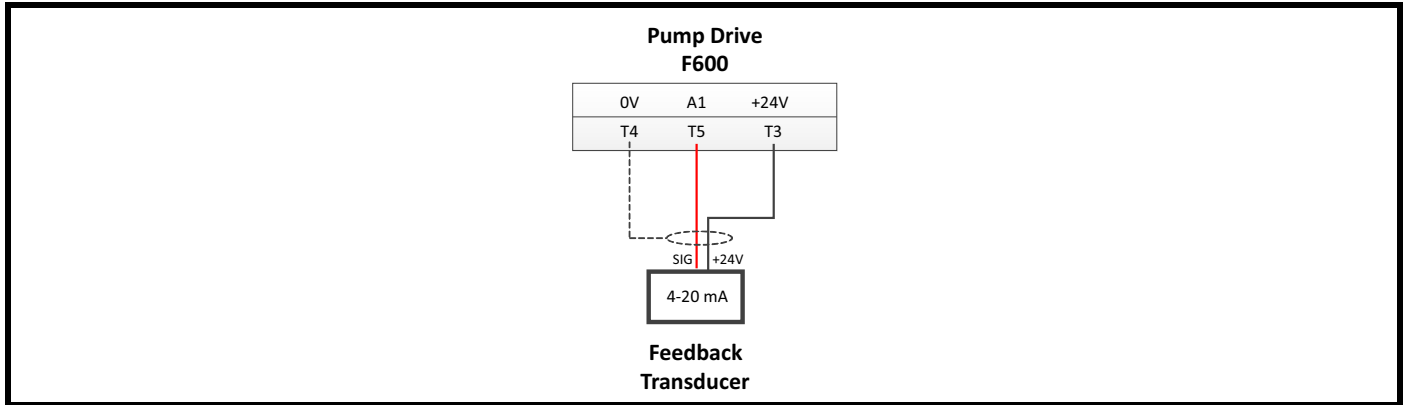 Pump Drive
F600
0V A1 +24V
T4 T5 T3
SIG +24V
4-20 mA
Feedback
Transducer